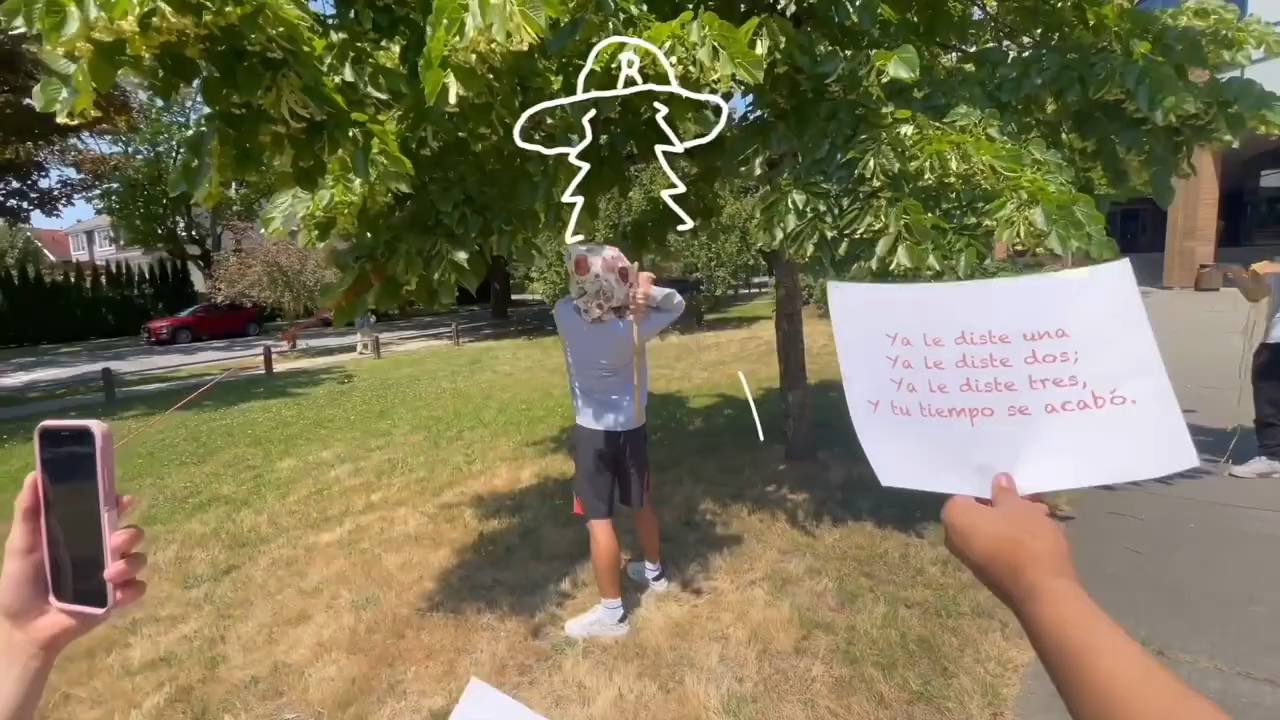 R
Ya le diste una
Ya le diste dos;
Ya le diste tres,
Y tu tiempo se acabó.